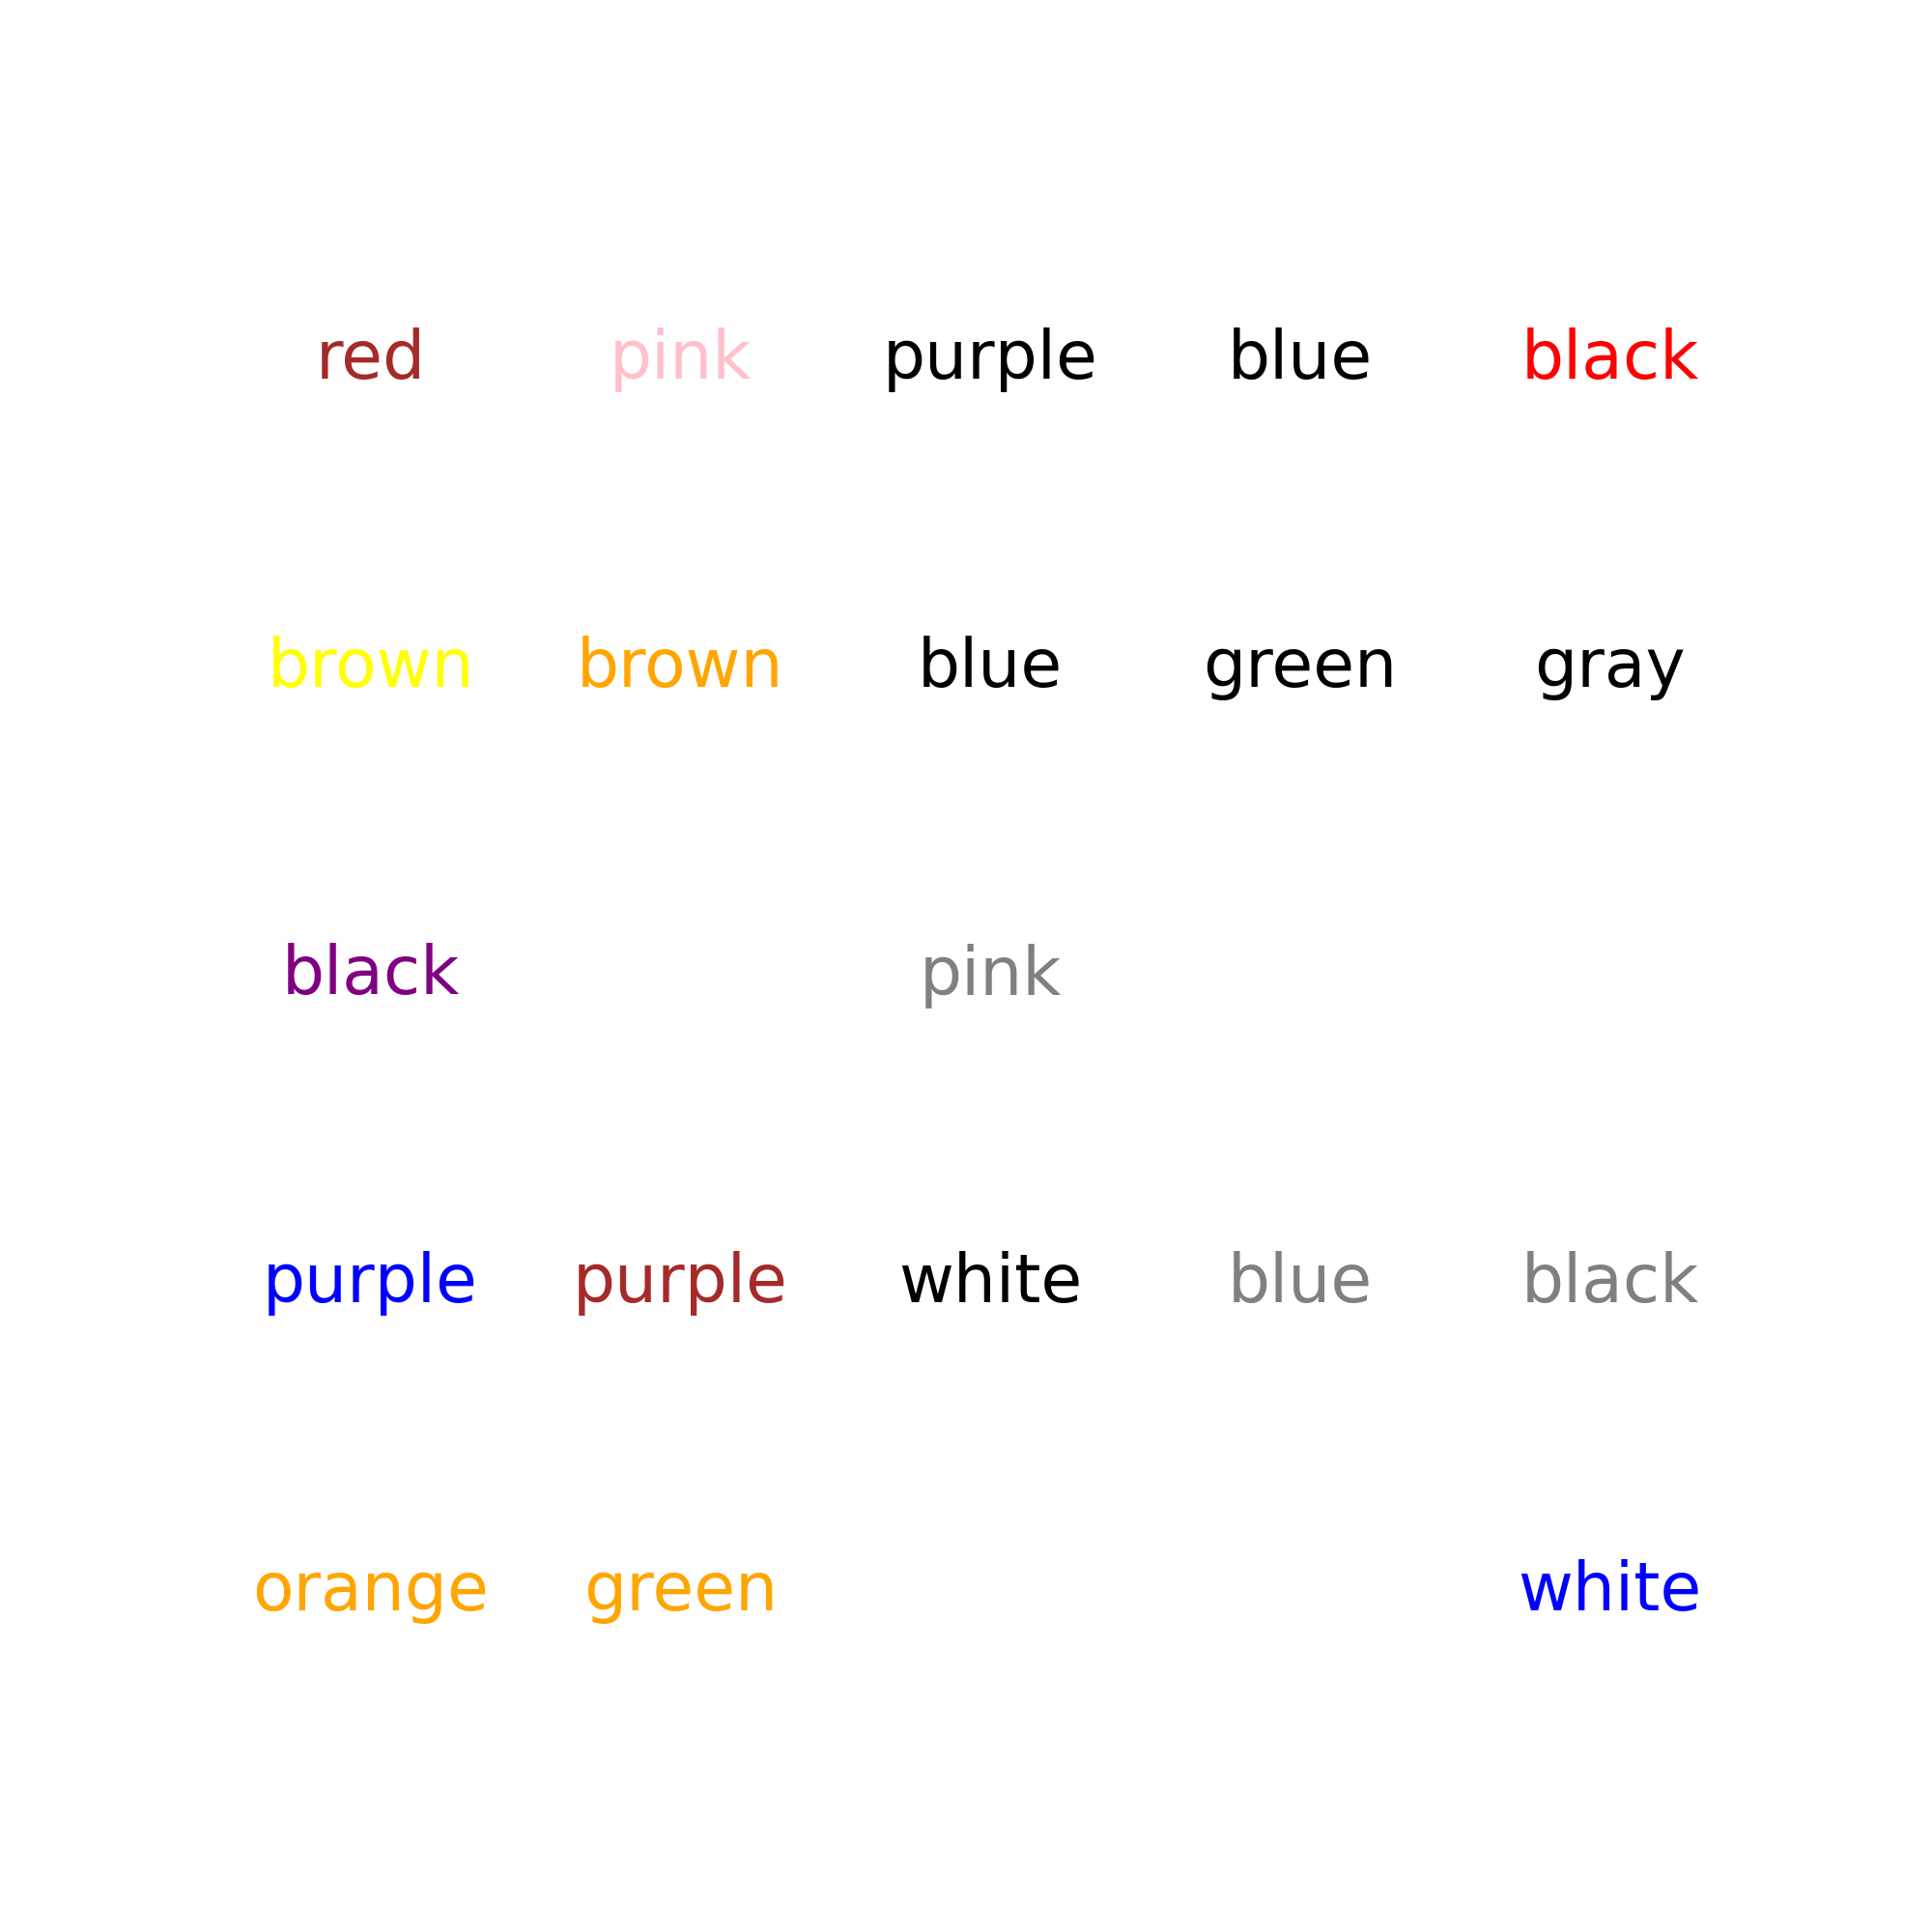 red pink purple blue black
brown brown blue green gray
black pink
purple purple white blue black
orange green white